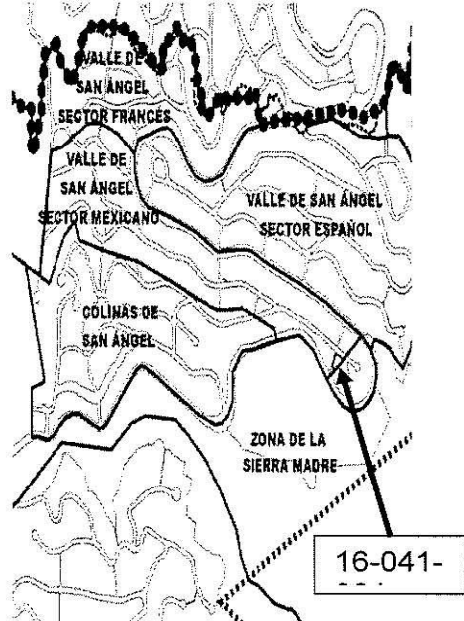 VALLE DE
SAN ÁNGEL
SECTOR FRANCÉS
VALLE DE
SAN ÁNGEL
SECTOR MEXICANO
VALLE DE SAN ÁNGEL
SECTOR ESPAÑOL
COLINAS DE
SAN ÁNGEL
ZONA DE LA
SIERRA MADRE
16-041-